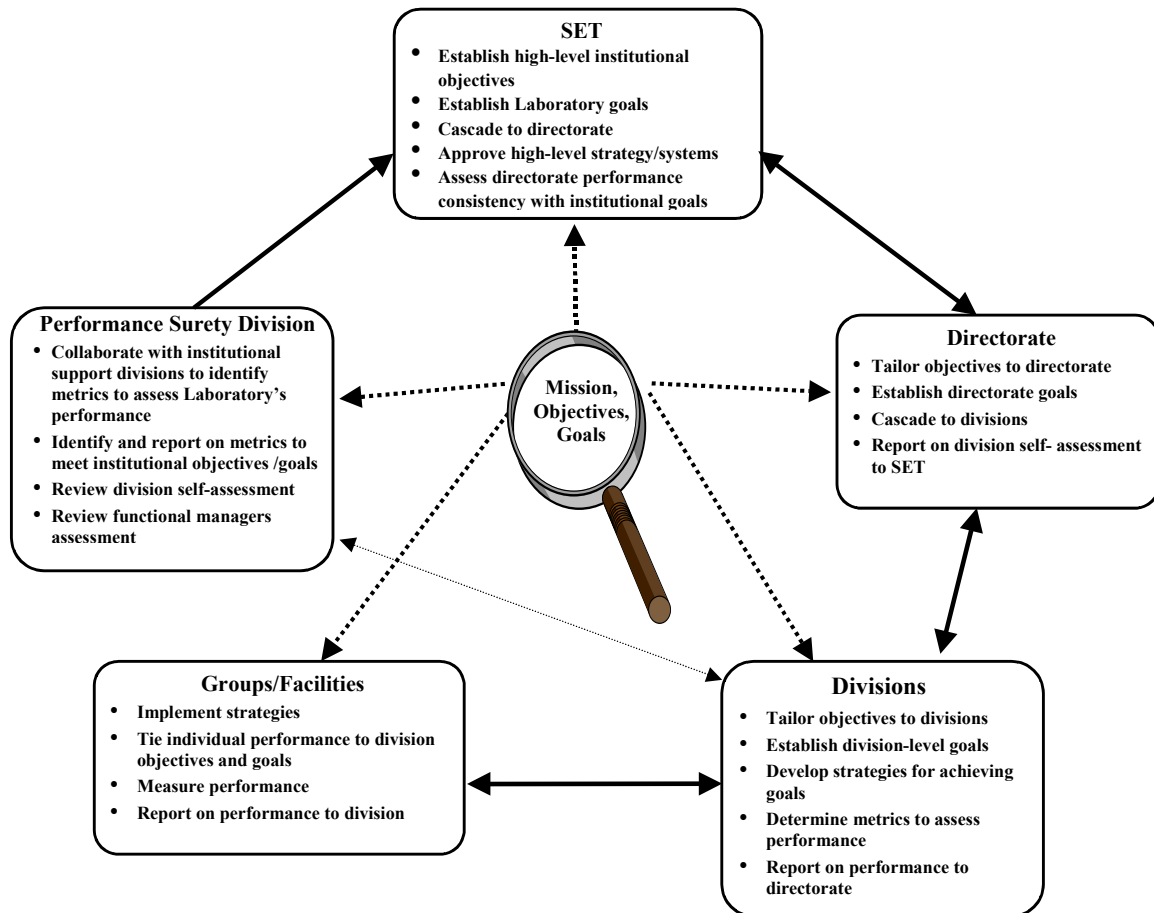 SET
• Establish high-level institutional
objectives
• Establish Laboratory goals
• Cascade to directorate
• Approve high-level strategy/systems
• Assess directorate performance
consistency with institutional goals
Performance Surety Division
• Collaborate with institutional
support divisions to identify
metrics to assess Laboratory’s
performance
• Identify and report on metrics to
meet institutional objectives /goals
• Review division self-assessment
• Review functional managers
assessment
Mission,
Objectives,
Goals
Directorate
• Tailor objectives to directorate
• Establish directorate goals
• Cascade to divisions
• Report on division self- assessment
to SET
Groups/Facilities
• Implement strategies
• Tie individual performance to division
objectives and goals
• Measure performance
• Report on performance to division
Divisions
• Tailor objectives to divisions
• Establish division-level goals
• Develop strategies for achieving
goals
• Determine metrics to assess
performance
• Report on performance to
directorate